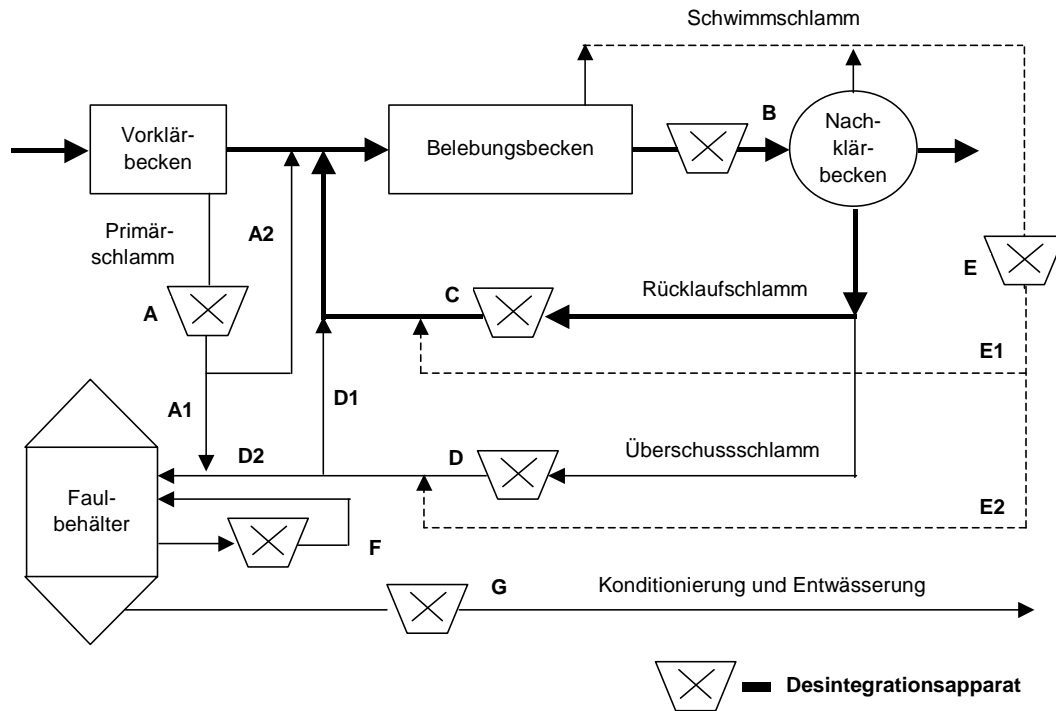 Schwimmschlamm
B
Vorklär-
becken
Belebungsbecken
Nach-
klär-
becken
Primär-
schlamm
A2
E
A
C
Rücklaufschlamm
E1
A1
D1
D2
D
Überschussschlamm
Faul-
behälter
E2
F
G
Konditionierung und Entwässerung
Desintegrationsapparat